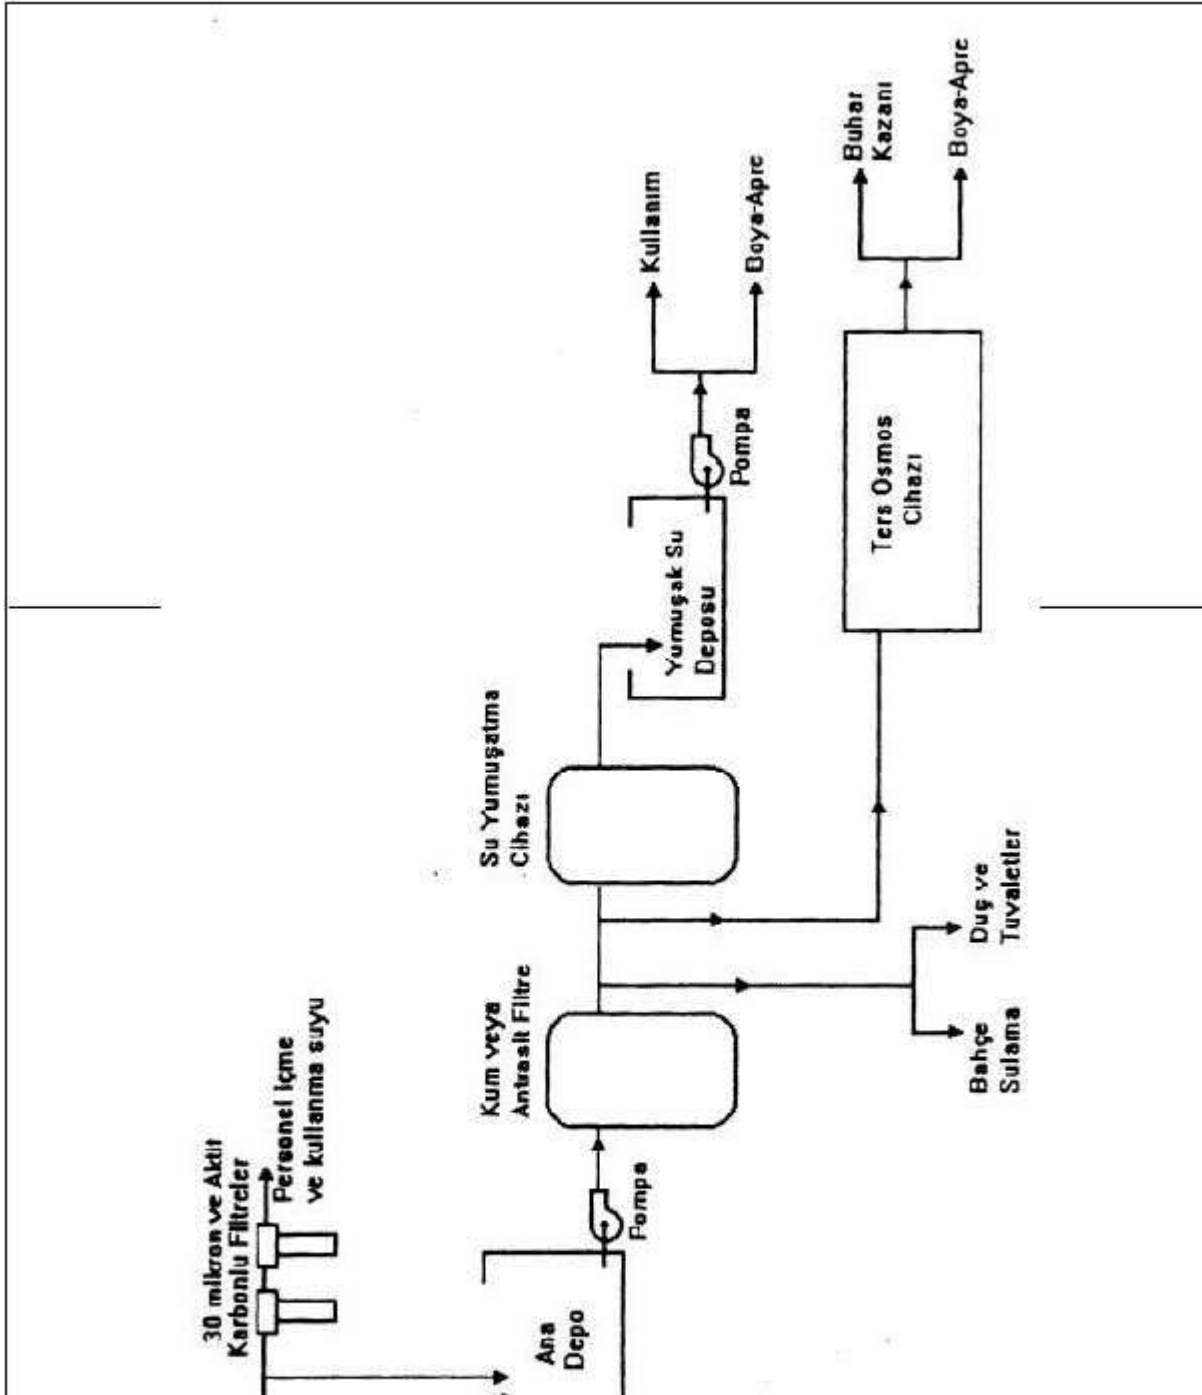 30 mikron ve Aktif
Karbonlu Filtreler
Personel içme
ve kullanma suyu
Ana
Depo
Pompa
Kum veya
Antrasit Filtre
Su Yumuşatma
Cihazı
Yumuşak Su
Deposu
Pompa
Kullanım
Boya-Apre
Bahçe
Sulama
Duş ve
Tuvaletler
Ters Osmos
Cihazı
Buhar
Kazanı
Boya-Apre